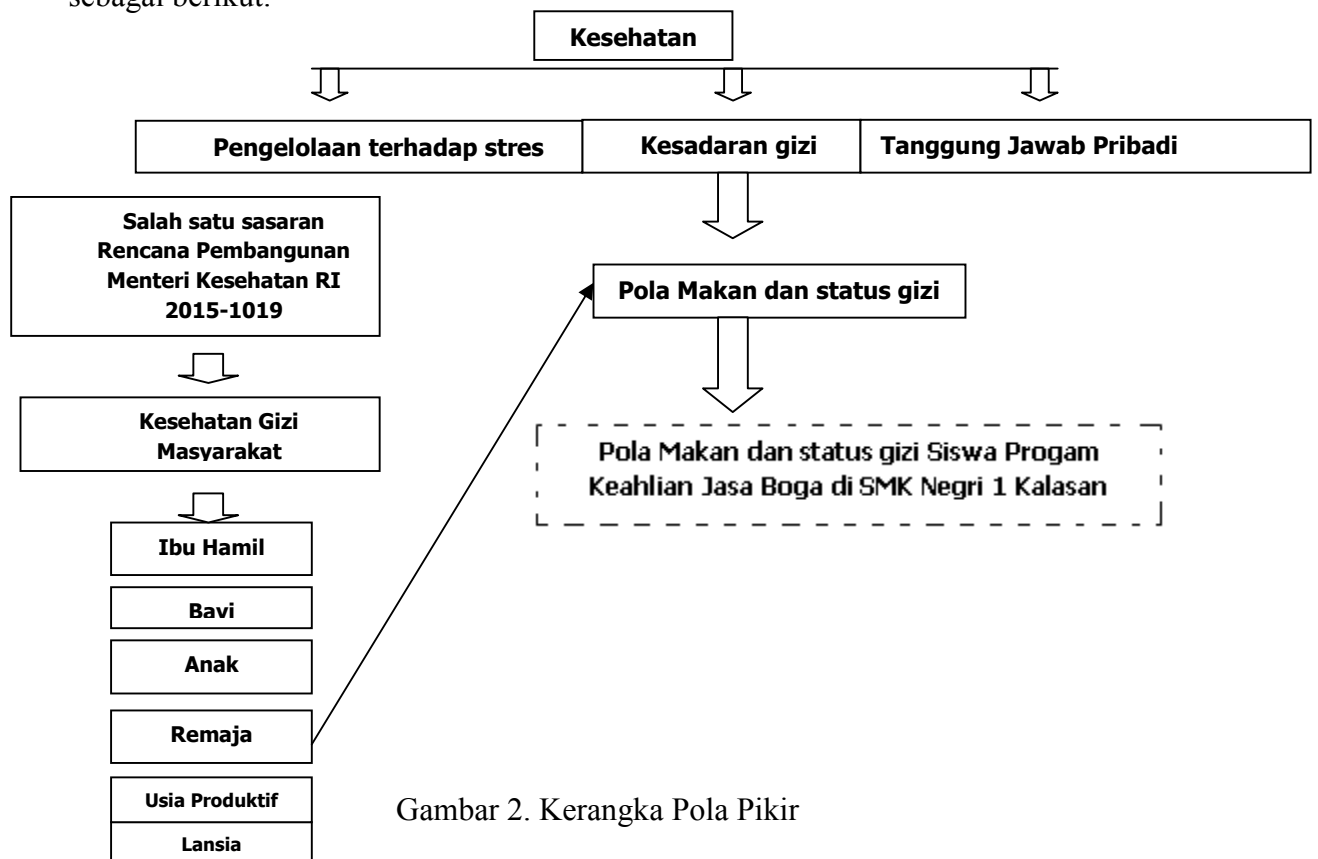 sebagai berikut:
Kesehatan
Pengelolaan terhadap stres
Kesadaran gizi
Tanggung Jawab Pribadi
Salah satu sasaran
Rencana Pembangunan
Menteri Kesehatan RI
2015-1019
Pola Makan dan status gizi
Kesehatan Gizi
Masyarakat
Pola Makan dan status gizi Siswa Progam
Keahlian Jasa Boga di SMK Negri 1 Kalasan
Ibu Hamil
Bayi
Anak
Remaja
Usia Produktif
Lansia
Gambar 2. Kerangka Pola Pikir